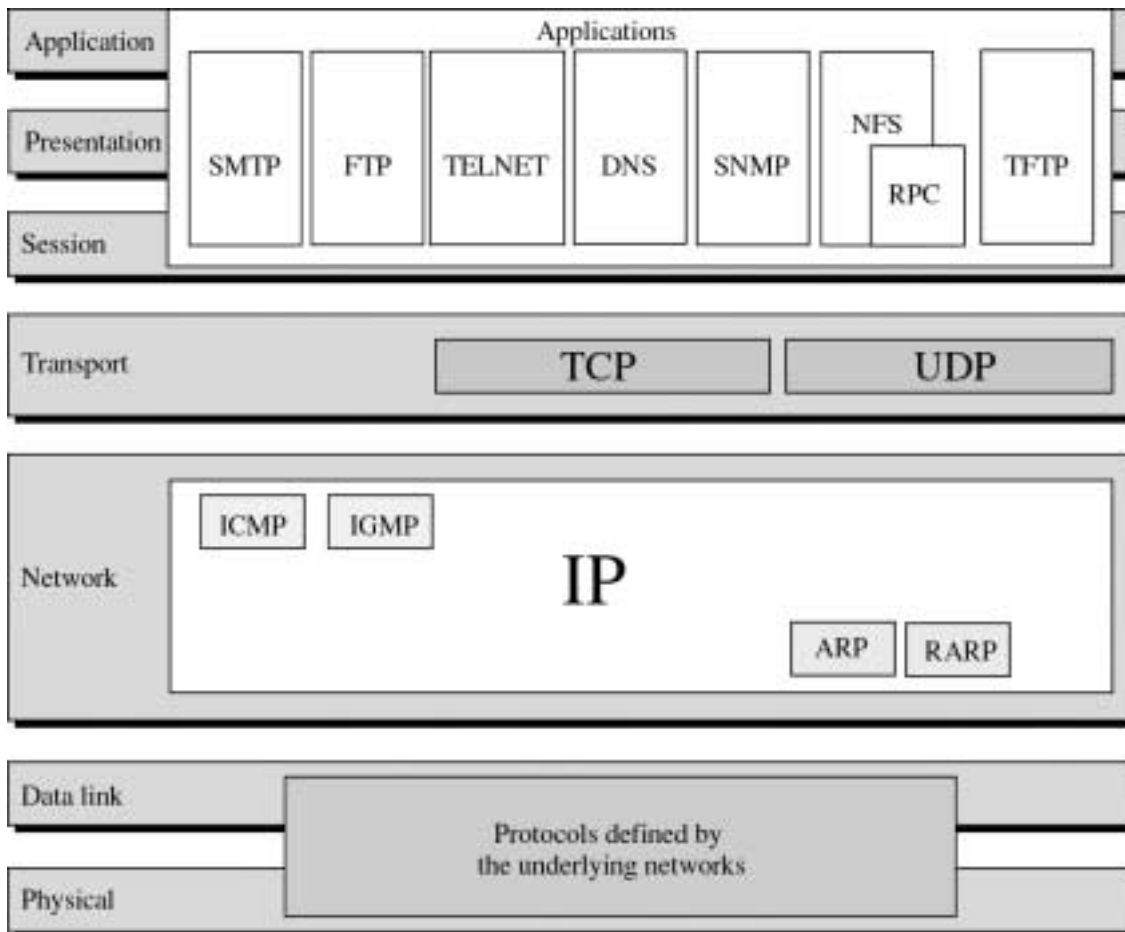 Application
Applications
Presentation
Session
SMTP
FTP
TELNET
DNS
SNMP
NFS
RPC
TFTP
Transport
TCP
UDP
Network
ICMP
IGMP
IP
ARP
RARP
Data link
Protocols defined by
the underlying networks
Physical